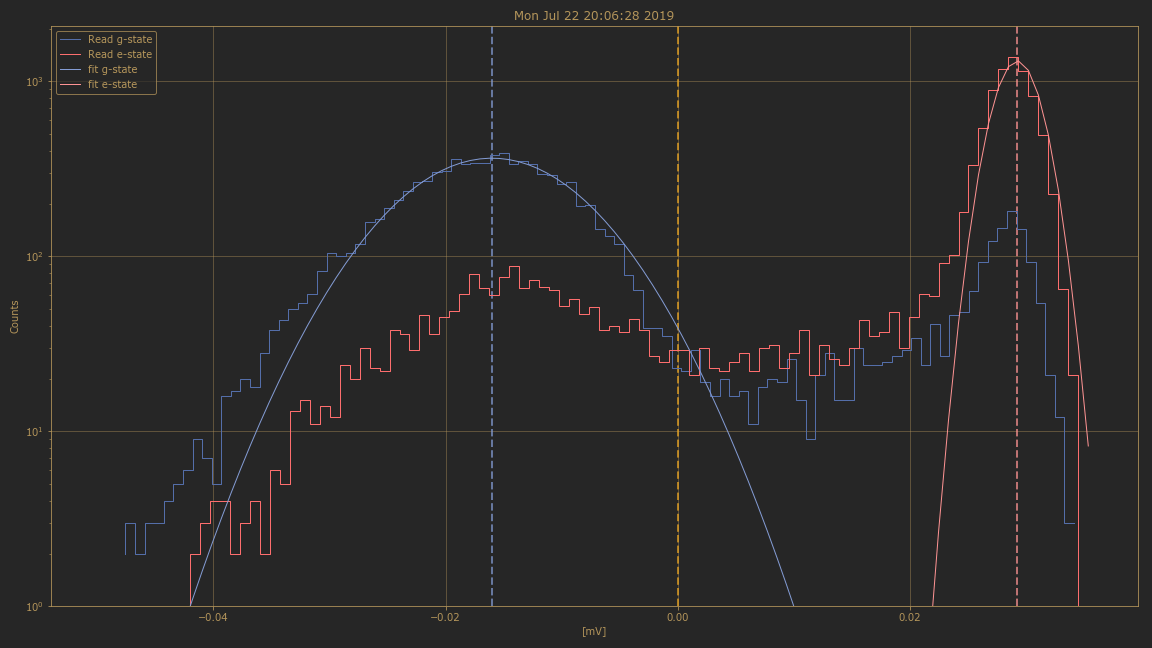 Mon Jul 22 20:06:28 2019
Read g-state
Read e-state
fit g-state
fit e-state
10³
10²
10¹
10⁰
Counts
−0.04
−0.02
0.00
0.02
[mV]